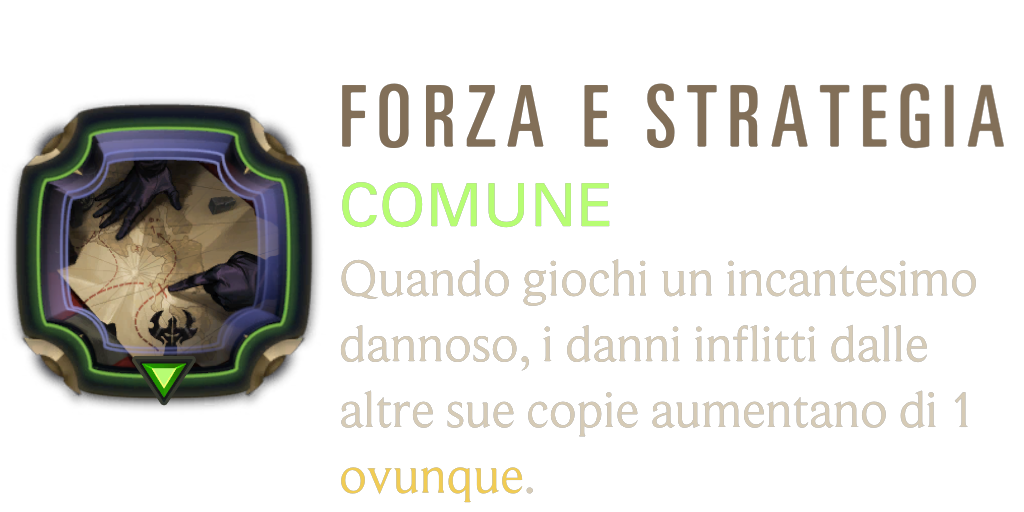 FORZA E STRATEGIA
COMUNE
Quando giochi un incantesimo
dannoso, i danni inflitti dalle
altre sue copie aumentano di 1
ovunque.